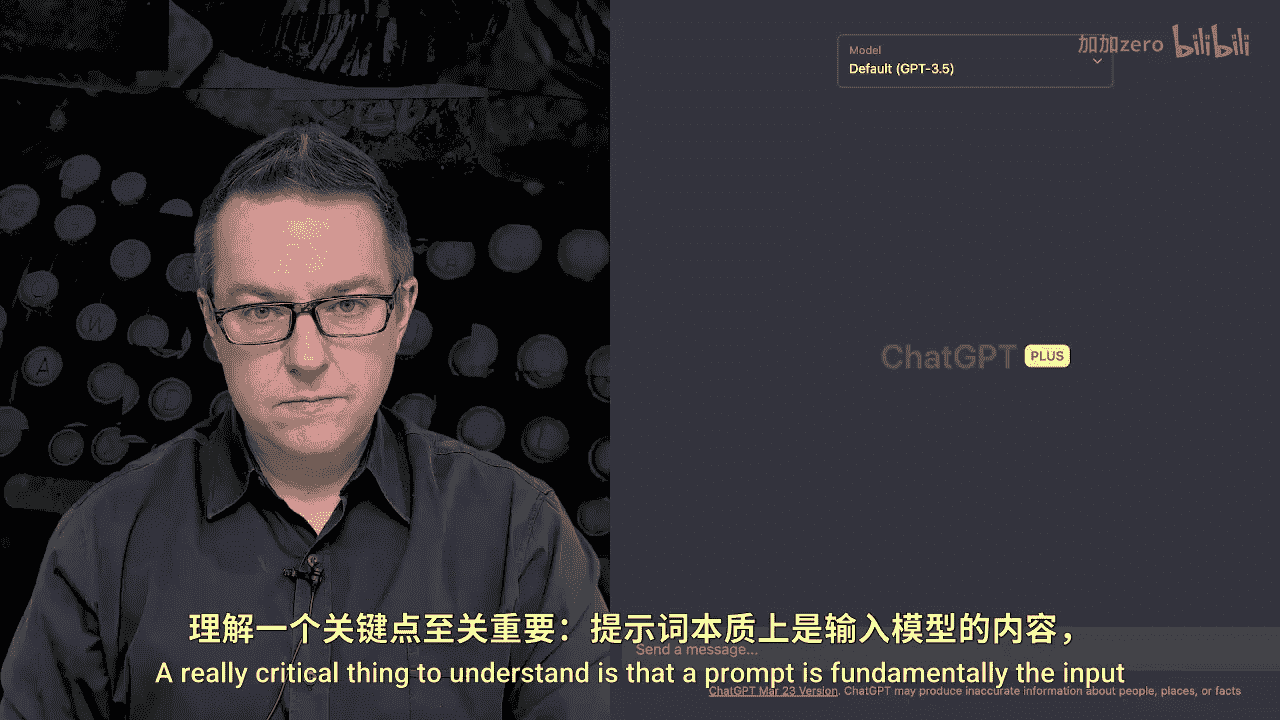 加加zero bilibili
Model
Default (GPT-3.5)
ChatGPT PLUS
理解一个关键点至关重要：提示词本质上是输入模型的内容，
Send a message...
A really critical thing to understand is that a prompt is fundamentally the input
ChatGPT Mar 23 Version. ChatGPT may produce inaccurate information about people, places, or facts